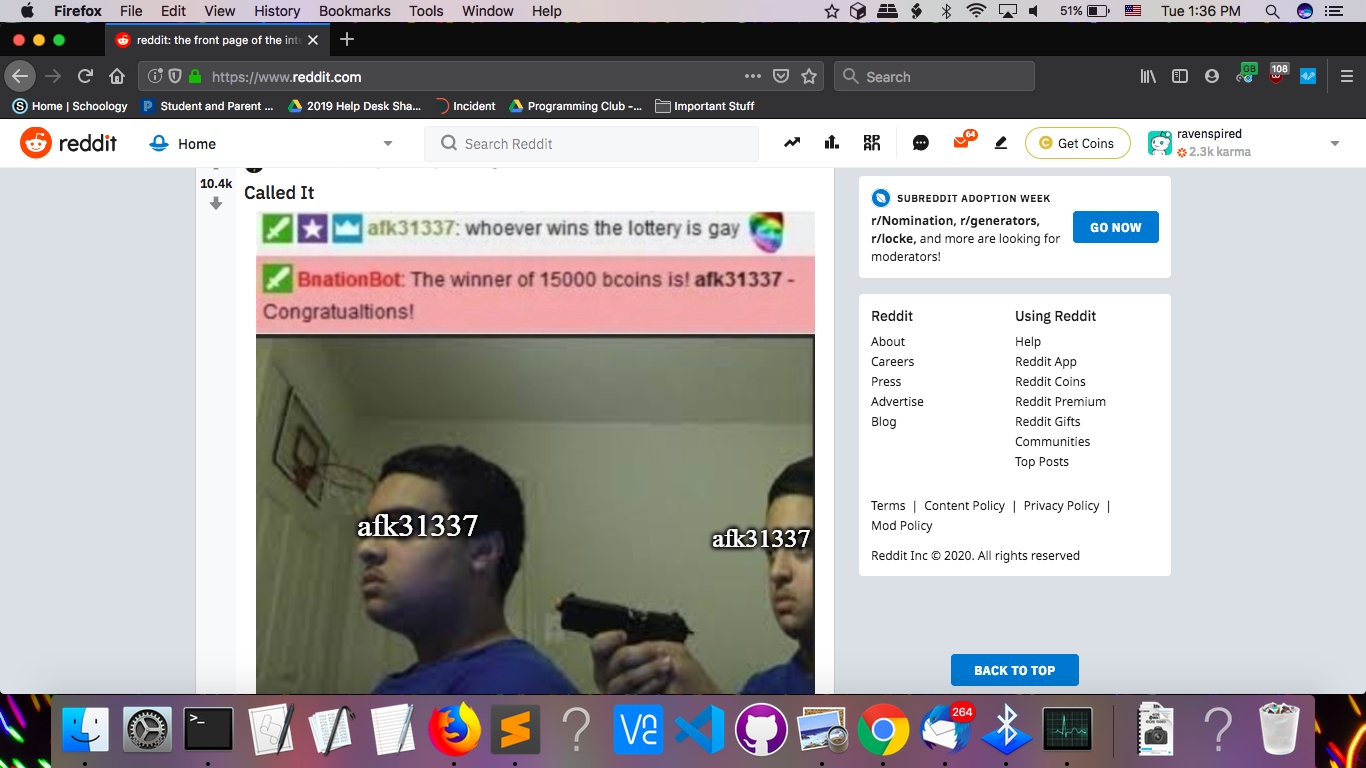 Firefox File Edit View History Bookmarks Tools Window Help 51% Tue 1:36 PM
reddit: the front page of the inte
https://www.reddit.com Search GB 108
Home | Schoology Student and Parent ... 2019 Help Desk Sha... Incident Programming Club -... Important Stuff
reddit Home Search Reddit 64 Get Coins ravenspired
2.3k karma
10.4k
Called It
afk31337: whoever wins the lottery is gay
BnationBot: The winner of 15000 bcoins is! afk31337 -
Congratualtions!
afk31337
afk31337
SUBREDDIT ADOPTION WEEK
r/Nomination, r/generators,
r/locke, and more are looking for
moderators!
GO NOW
Reddit
About
Careers
Press
Advertise
Blog
Using Reddit
Help
Reddit App
Reddit Coins
Reddit Premium
Reddit Gifts
Communities
Top Posts
Terms | Content Policy | Privacy Policy |
Mod Policy
Reddit Inc © 2020. All rights reserved
BACK TO TOP
264